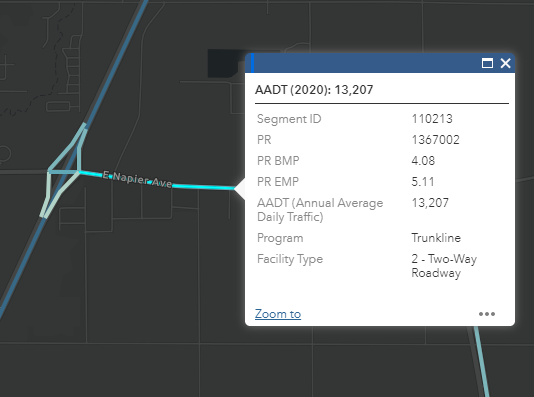 E Napier Ave
AADT (2020): 13,207
Segment ID 110213
PR 1367002
PR BMP 4.08
PR EMP 5.11
AADT (Annual Average 13,207
Daily Traffic)
Program Trunkline
Facility Type 2 - Two-Way
Roadway
Zoom to